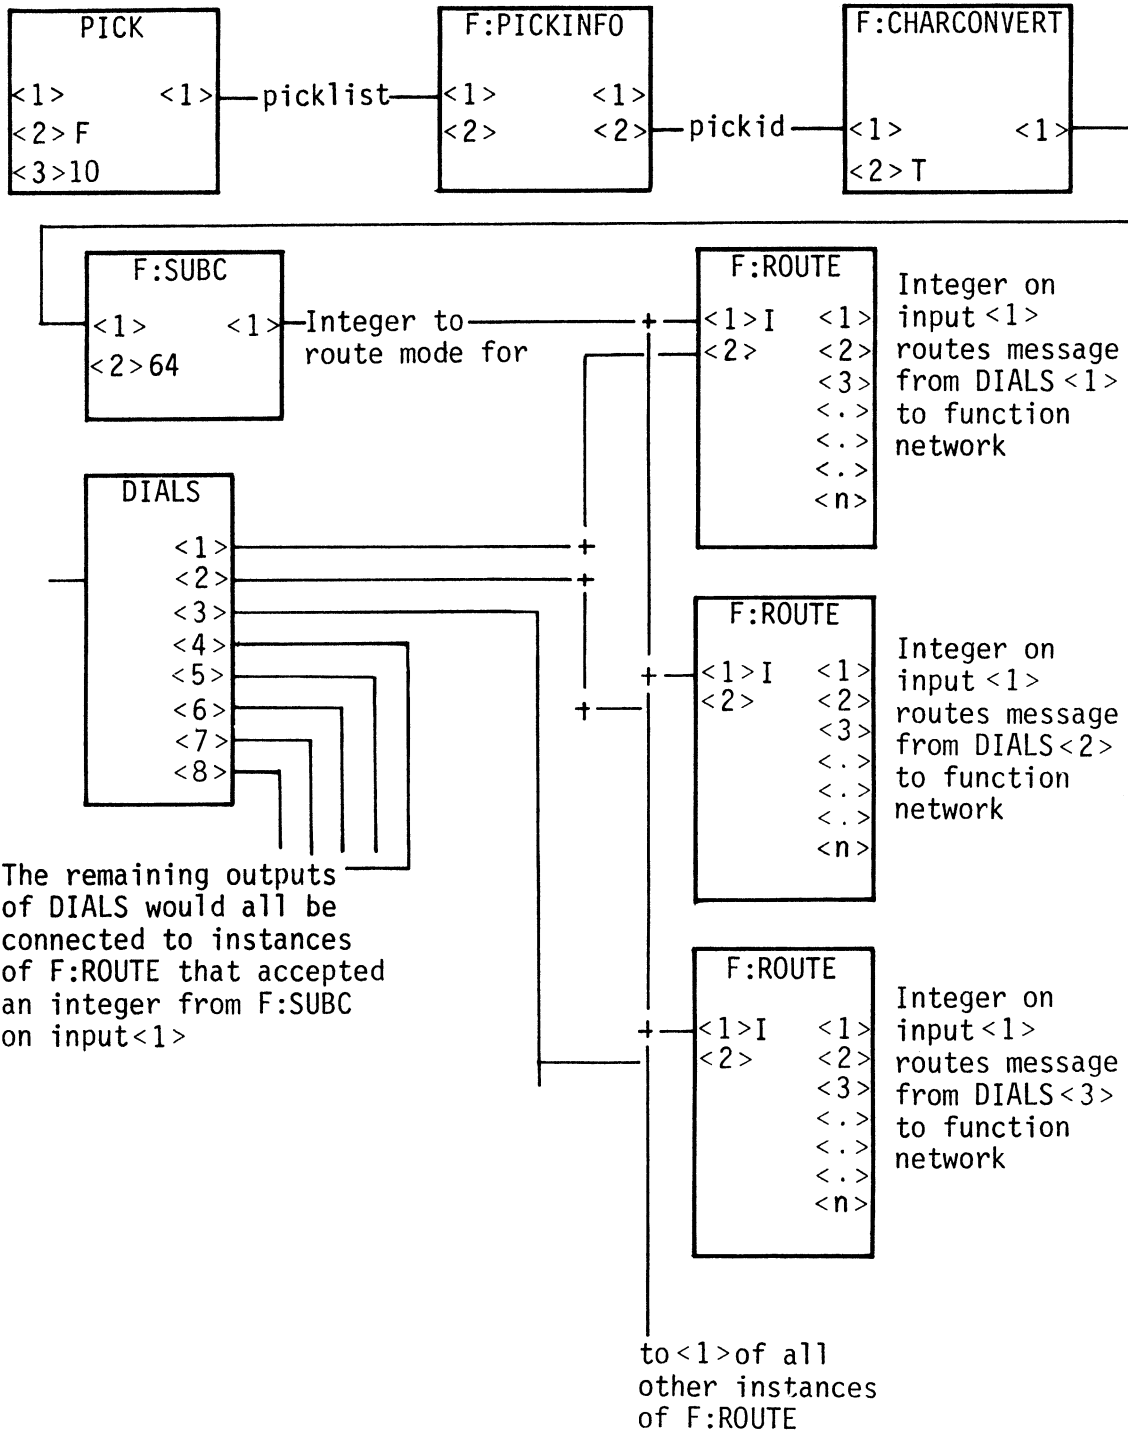 PICK
<1> <1>
<2>F
<3>10
picklist
F:PICKINFO
<1> <1>
<2> <2>
pickid
F:CHARCONVERT
<1> <1>
<2>T
F:SUBC
<1> <1>
<2>64
Integer to
route mode for
F:ROUTE
<1>I <1>
<2> <2>
<3>
<.>
<.>
<.>
<n>
Integer on
input <1>
routes message
from DIALS <1>
to function
network
DIALS
<1>
<2>
<3>
<4>
<5>
<6>
<7>
<8>
+
+
+
+
+
+
F:ROUTE
<1>I <1>
<2> <2>
<3>
<.>
<.>
<.>
<n>
Integer on
input <1>
routes message
from DIALS<2>
to function
network
The remaining outputs
of DIALS would all be
connected to instances
of F:ROUTE that accepted
an integer from F:SUBC
on input<1>
F:ROUTE
<1>I <1>
<2> <2>
<3>
<.>
<.>
<.>
<n>
Integer on
input <1>
routes message
from DIALS<3>
to function
network
to<1>of all
other instances
of F:ROUTE